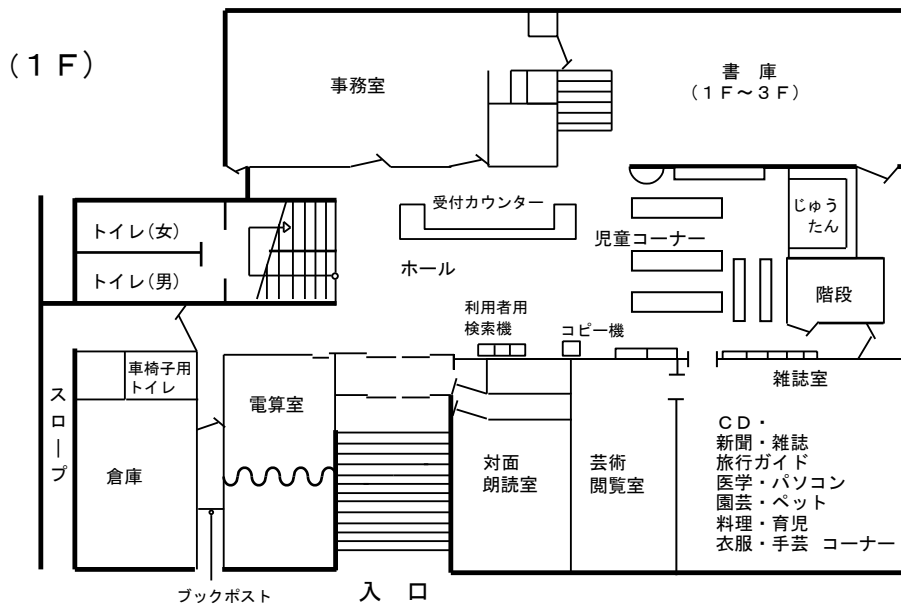 (１Ｆ)
事務室
書　庫
（１Ｆ～３Ｆ）
受付カウンター
じゅう
たん
トイレ(女)
児童コーナー
トイレ(男)
ホール
階段
利用者用
検索機
コピー機
車椅子用
トイレ
雑誌室
電算室
スロープ
ＣＤ・
新聞・雑誌
旅行ガイド
医学・パソコン
園芸・ペット
料理・育児
衣服・手芸 コーナー
倉庫
対面
朗読室
芸術
閲覧室
ブックポスト
入　口